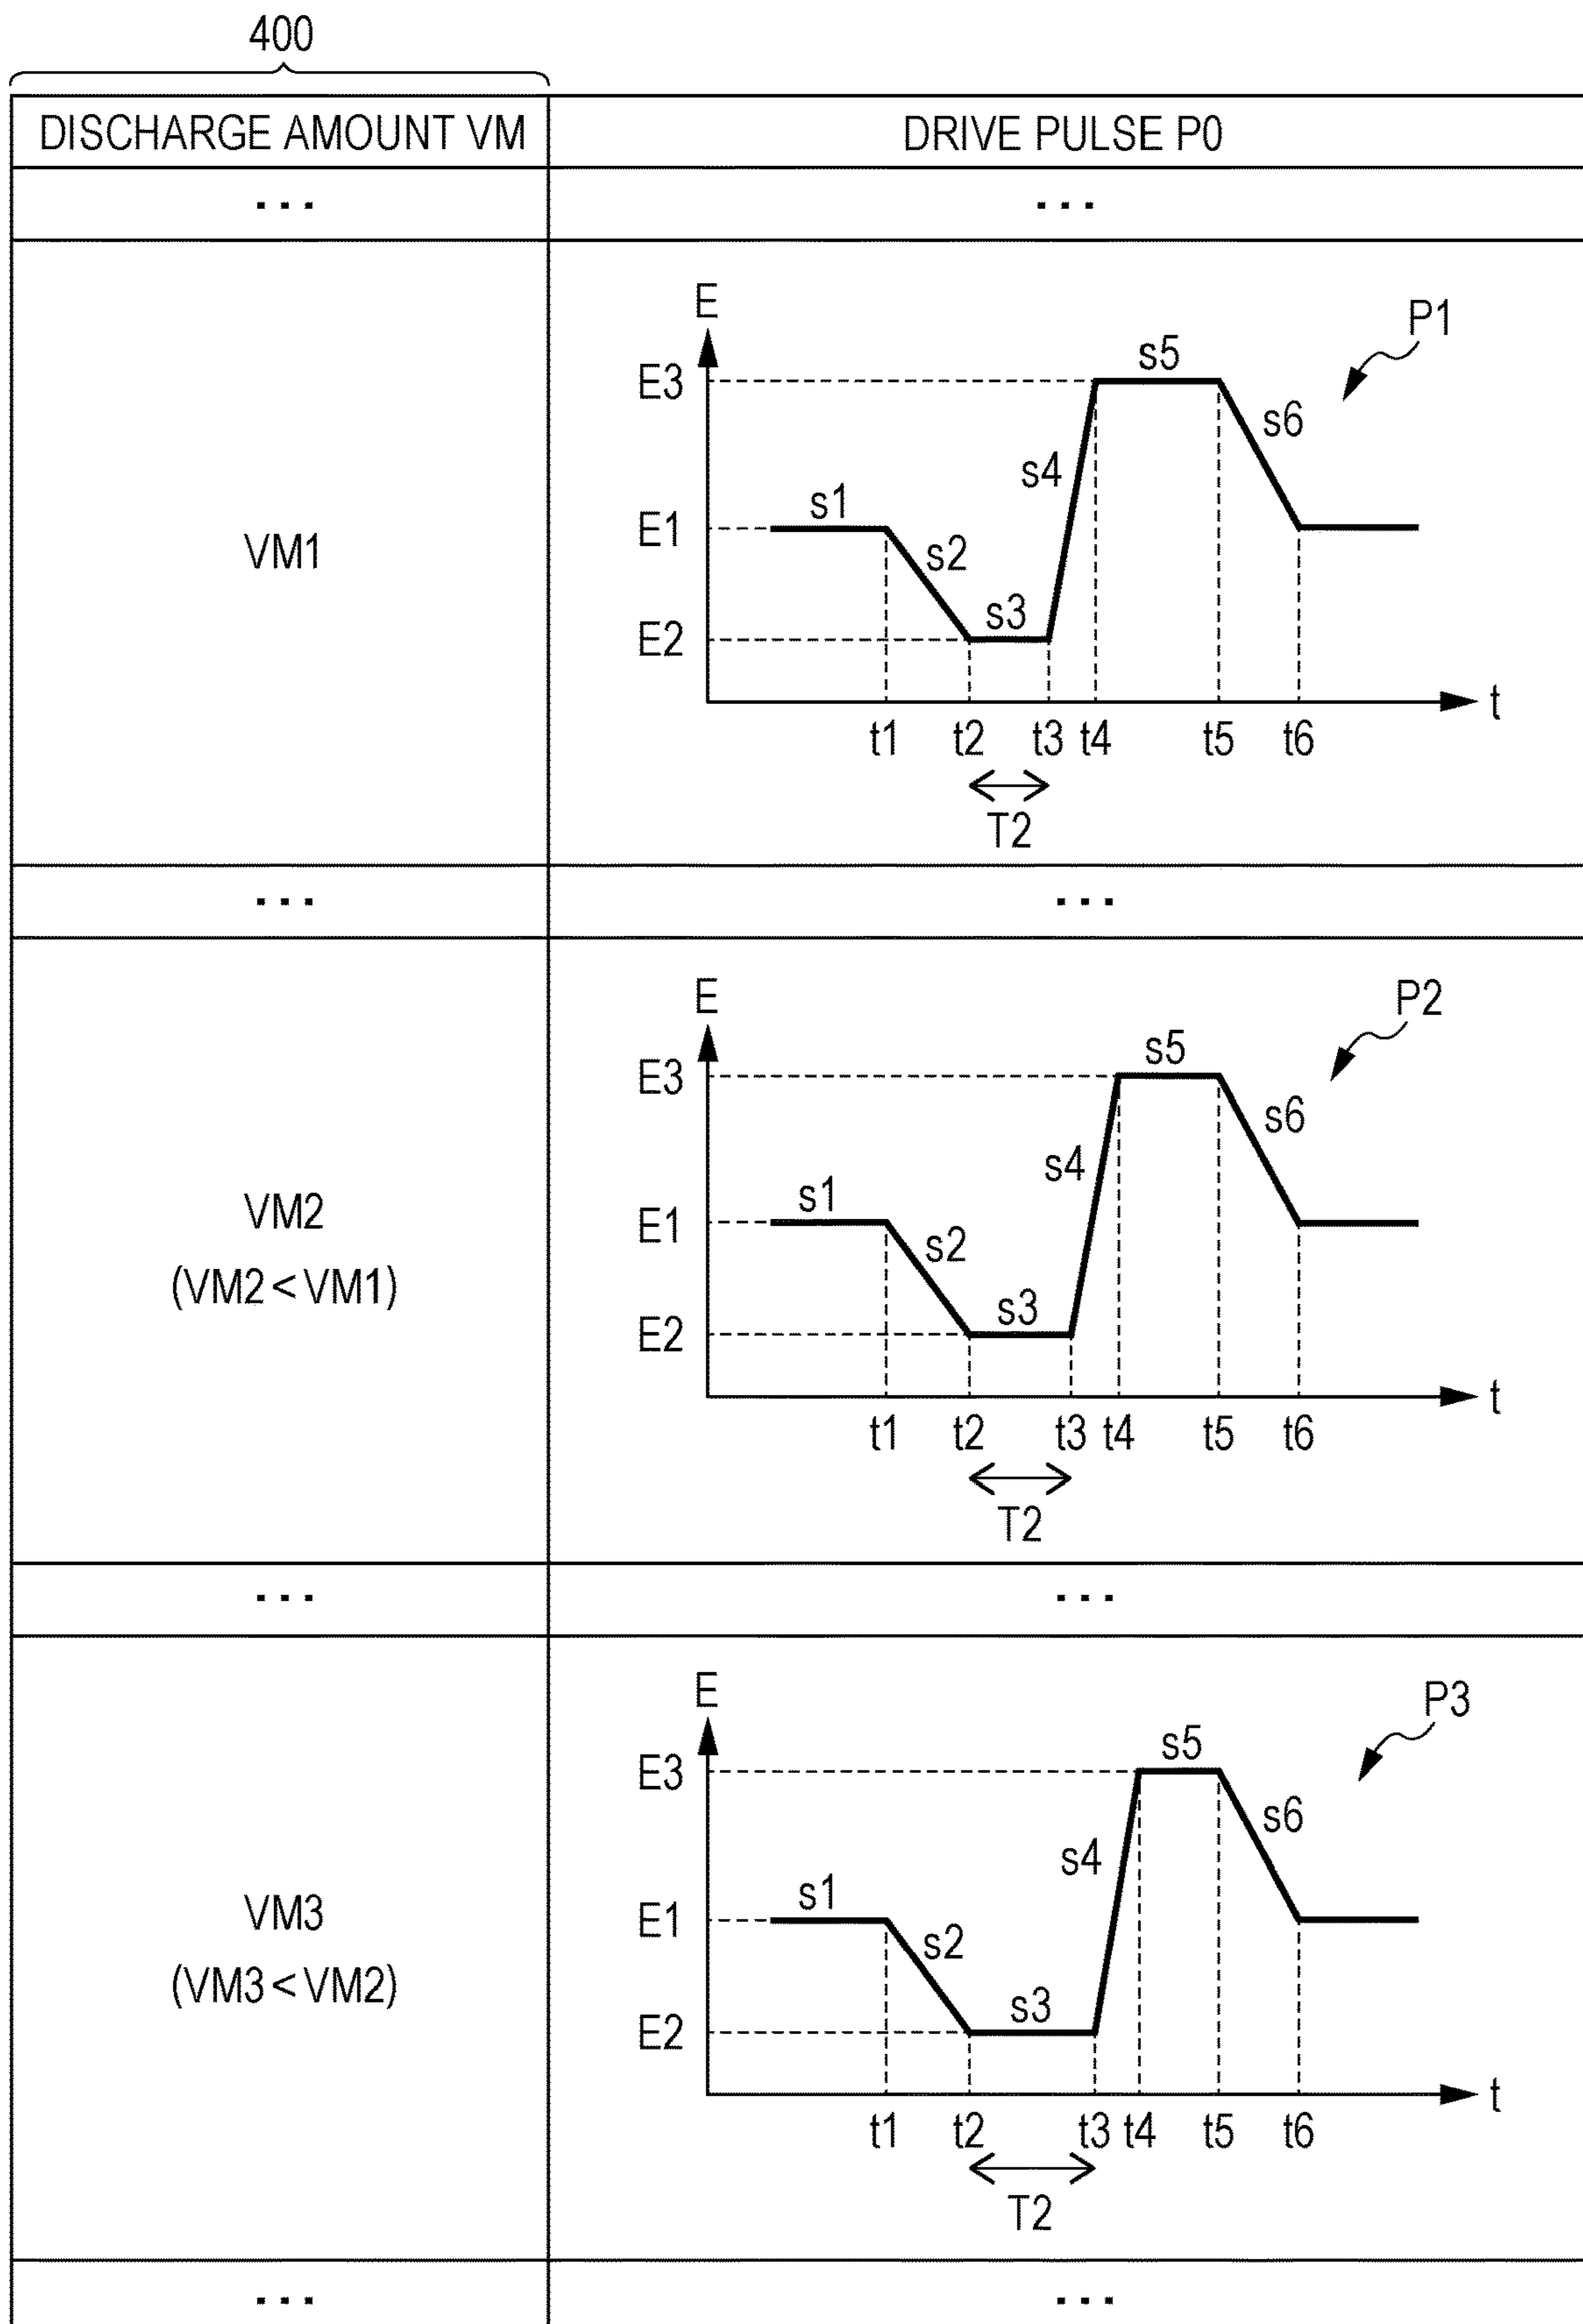 400
DISCHARGE AMOUNT VM
DRIVE PULSE P0
...
...
VM1
E
P1
E3
s5
s6
s4
s1
E1
s2
s3
E2
t
t1 t2 t3 t4 t5 t6
T2
...
...
VM2
(VM2 < VM1)
E
P2
E3
s5
s6
s4
s1
E1
s2
s3
E2
t
t1 t2 t3 t4 t5 t6
T2
...
...
VM3
(VM3 < VM2)
E
P3
E3
s5
s6
s4
s1
E1
s2
s3
E2
t
t1 t2 t3 t4 t5 t6
T2
...
...